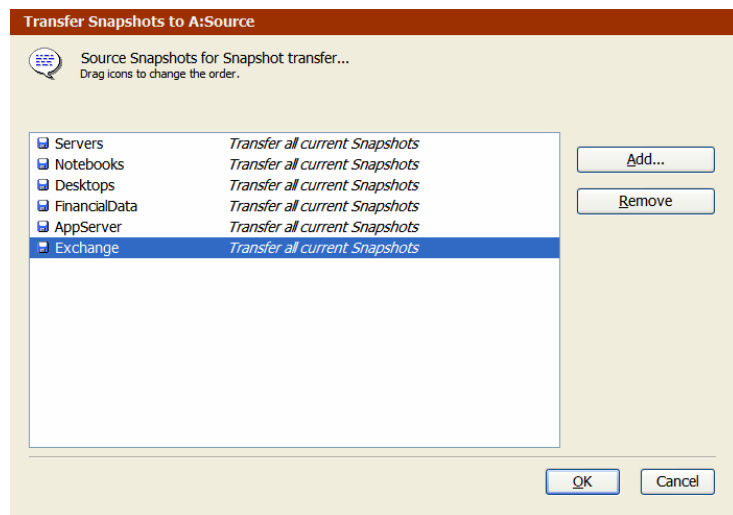 Transfer Snapshots to A:Source
Source Snapshots for Snapshot transfer...
Drag icons to change the order.
Servers Transfer all current Snapshots
Notebooks Transfer all current Snapshots
Desktops Transfer all current Snapshots
FinancialData Transfer all current Snapshots
AppServer Transfer all current Snapshots
Exchange Transfer all current Snapshots
Add...
Remove
OK Cancel